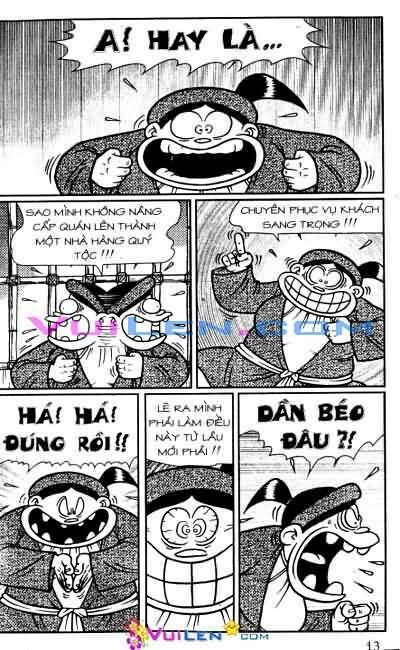 A! HAY LÀ...
SAO MÌNH KHÔNG NÂNG
CẤP QUÁN LÊN THÀNH
MỘT NHÀ HÀNG QUÝ
TỘC !!!
CHUYÊN PHỤC VỤ KHÁCH
SANG TRỌNG !!!
VUILEN.COM
HÁ! HÁ!
ĐÚNG RỒI!!
LẼ RA MÌNH
PHẢI LÀM ĐIỀU
NÀY TỪ LÂU
MỚI PHẢI !!
DẦN BÉO
ĐÂU ?!
VUILEN.COM
13